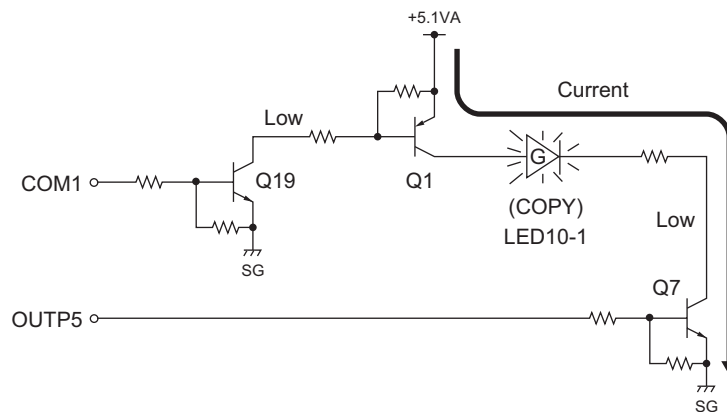 +5.1VA
Current
Low
COM1
Q19
Q1
G
(COPY)
LED10-1
Low
SG
Q7
OUTP5
SG